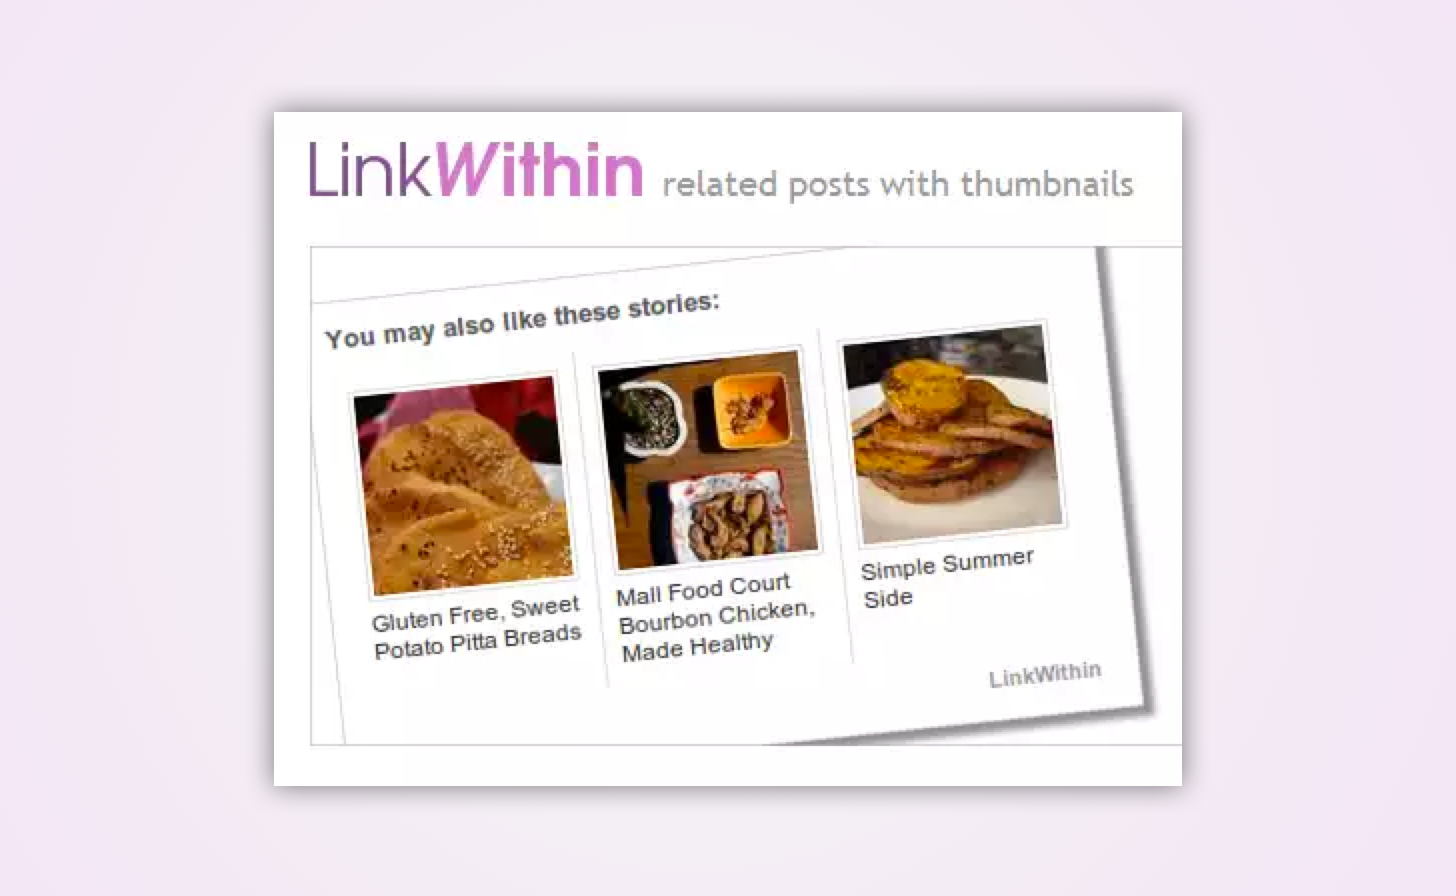 LinkWithin related posts with thumbnails
You may also like these stories:
Gluten Free, Sweet
Potato Pitta Breads
Mall Food Court
Bourbon Chicken,
Made Healthy
Simple Summer
Side
LinkWithin